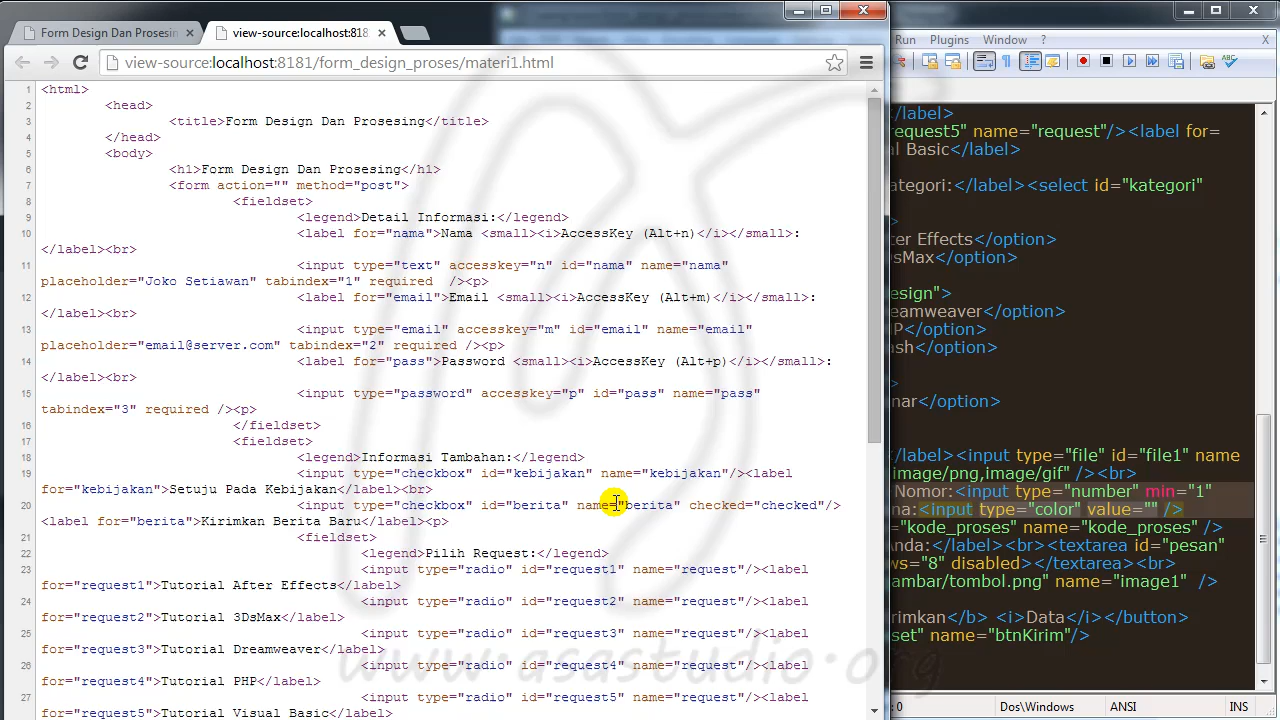 Form Design Dan Prosesin
view-source:localhost:818
view-source:localhost:8181/form_design_proses/materi1.html
1 <html>
2 <head>
3 <title>Form Design Dan Prosesing</title>
4 </head>
5 <body>
6 <h1>Form Design Dan Prosesing</h1>
7 <form action="" method="post">
8 <fieldset>
9 <legend>Detail Informasi:</legend>
10 <label for="nama">Nama <small><i>AccessKey (Alt+n)</i></small>:
</label><br>
11 <input type="text" accesskey="n" id="nama" name="nama"
placeholder="Joko Setiawan" tabindex="1" required  /><p>
12 <label for="email">Email <small><i>AccessKey (Alt+m)</i></small>:
</label><br>
13 <input type="email" accesskey="m" id="email" name="email"
placeholder="email@server.com" tabindex="2" required /><p>
14 <label for="pass">Password <small><i>AccessKey (Alt+p)</i></small>:
</label><br>
15 <input type="password" accesskey="p" id="pass" name="pass"
tabindex="3" required /><p>
16 </fieldset>
17 <fieldset>
18 <legend>Informasi Tambahan:</legend>
19 <input type="checkbox" id="kebijakan" name="kebijakan"/><label
for="kebijakan">Setuju Pada Kebijakan</label><br>
20 <input type="checkbox" id="berita" name="berita" checked="checked"/>
<label for="berita">Kirimkan Berita Baru</label><p>
21 <fieldset>
22 <legend>Pilih Request:</legend>
23 <input type="radio" id="request1" name="request"/><label
for="request1">Tutorial After Effects</label>
24 <input type="radio" id="request2" name="request"/><label
for="request2">Tutorial 3DsMax</label>
25 <input type="radio" id="request3" name="request"/><label
for="request3">Tutorial Dreamweaver</label>
26 <input type="radio" id="request4" name="request"/><label
for="request4">Tutorial PHP</label>
27 <input type="radio" id="request5" name="request"/><label
for="request5">Tutorial Visual Basic</label>
Run Plugins Window ? X
</label>
request5" name="request"/><label for=
al Basic</label>
ategori:</label><select id="kategori"
>
ter Effects</option>
DsMax</option>
esign">
eamweaver</option>
HP</option>
ash</option>
>
nar</option>
</label><input type="file" id="file1" name
image/png,image/gif" /><br>
Nomor:<input type="number" min="1"
na:<input type="color" value="" />
="kode_proses" name="kode_proses" />
Anda:</label><br><textarea id="pesan"
ws="8" disabled></textarea><br>
ambar/tombol.png" name="image1"  />
irimkan</b> <i>Data</i></button>
set" name="btnKirim"/>
: 0 Dos\Windows ANSI INS
www.asastudio.org